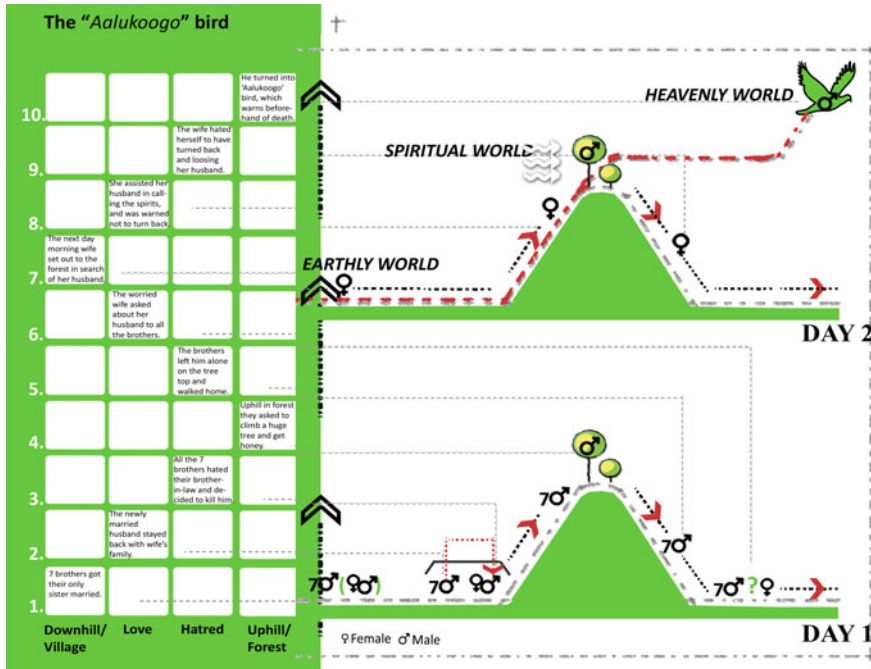 The "Aalukoogo" bird
10.
He turned into
'Aalukoogo'
bird, which
warns before-
hand of death.
9.
The wife hated
herself to have
turned back
and loosing
her husband.
8.
She assisted her
husband in call-
ing the spirits,
and was warned
not to turn back.
7.
The next day
morning wife
set out to the
forest in search
of her husband.
6.
The worried
wife asked
about her
husband to all
the brothers.
5.
The brothers
left him alone
on the tree
top and
walked home.
4.
Uphill in forest
they asked to
climb a huge
tree and get
honey.
3.
All the 7
brothers hated
their brother-
in-law and de-
cided to kill him.
2.
The newly
married
husband stayed
back with wife's
family.
1.
7 brothers got
their only
sister married.
Downhill/
Village
Love
Hatred
Uphill/
Forest
HEAVENLY WORLD
♂
SPIRITUAL WORLD
♂
♀
♀
EARTHLY WORLD
♀
DAY 2
♂
7♂
7♂
7♂(♀♂)
7♂ ♀♂
7♂ ? ♀
DAY 1
♀Female ♂Male